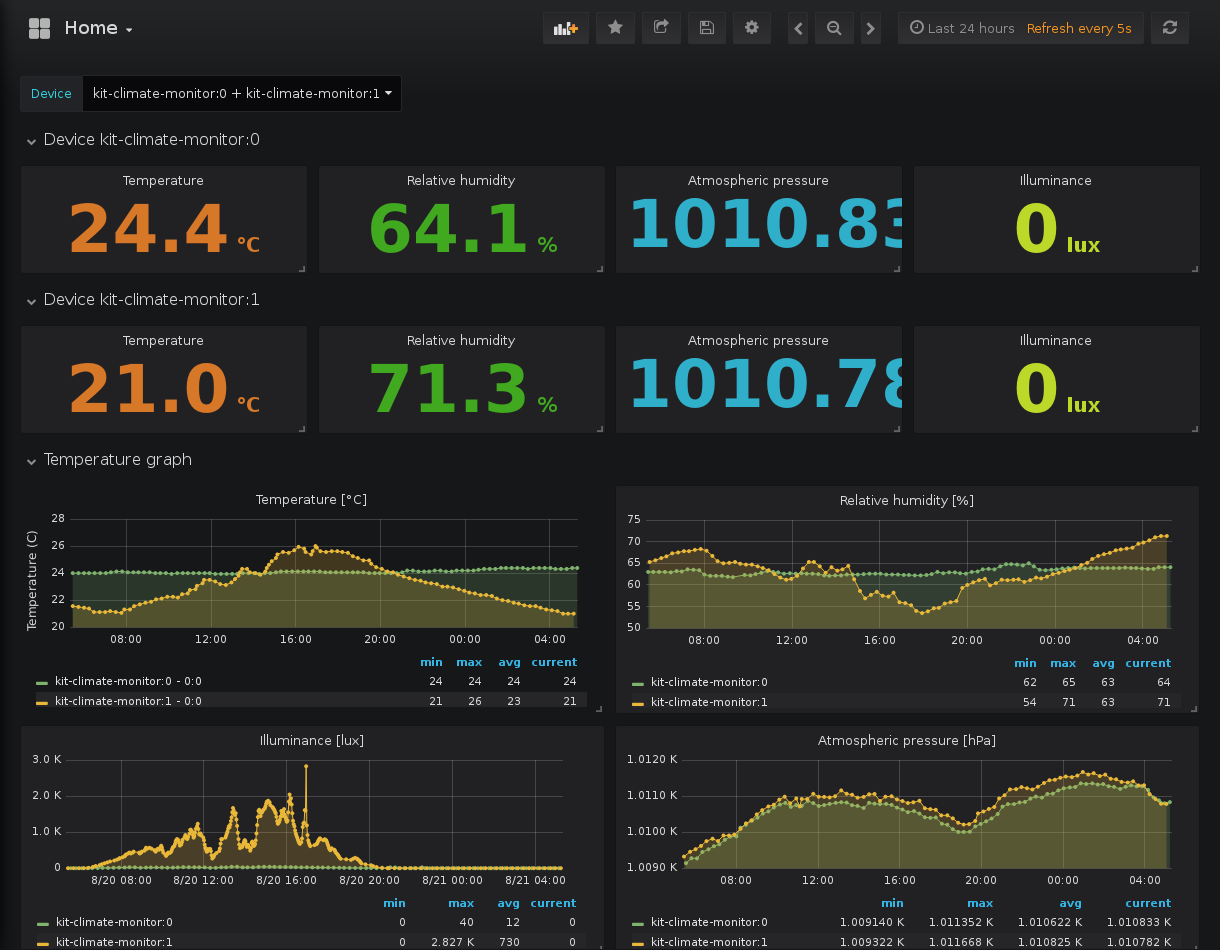 Home
Last 24 hours Refresh every 5s
Device kit-climate-monitor:0 + kit-climate-monitor:1
Device kit-climate-monitor:0
Temperature Relative humidity Atmospheric pressure Illuminance
24.4 °C 64.1 % 1010.83 0 lux
Device kit-climate-monitor:1
Temperature Relative humidity Atmospheric pressure Illuminance
21.0 °C 71.3 % 1010.78 0 lux
Temperature graph
Temperature [°C]
Temperature (C)
28
26
24
22
20
08:00 12:00 16:00 20:00 00:00 04:00
min max avg current
kit-climate-monitor:0 - 0:0 24 24 24 24
kit-climate-monitor:1 - 0:0 21 26 23 21
Relative humidity [%]
75
70
65
60
55
50
08:00 12:00 16:00 20:00 00:00 04:00
min max avg current
kit-climate-monitor:0 62 65 63 64
kit-climate-monitor:1 54 71 63 71
Illuminance [lux]
3.0 K
2.0 K
1.0 K
0
8/20 08:00 8/20 12:00 8/20 16:00 8/20 20:00 8/21 00:00 8/21 04:00
min max avg current
kit-climate-monitor:0 0 40 12 0
kit-climate-monitor:1 0 2.827 K 730 0
Atmospheric pressure [hPa]
1.0120 K
1.0110 K
1.0100 K
1.0090 K
08:00 12:00 16:00 20:00 00:00 04:00
min max avg current
kit-climate-monitor:0 1.009140 K 1.011352 K 1.010622 K 1.010833 K
kit-climate-monitor:1 1.009322 K 1.011668 K 1.010825 K 1.010782 K